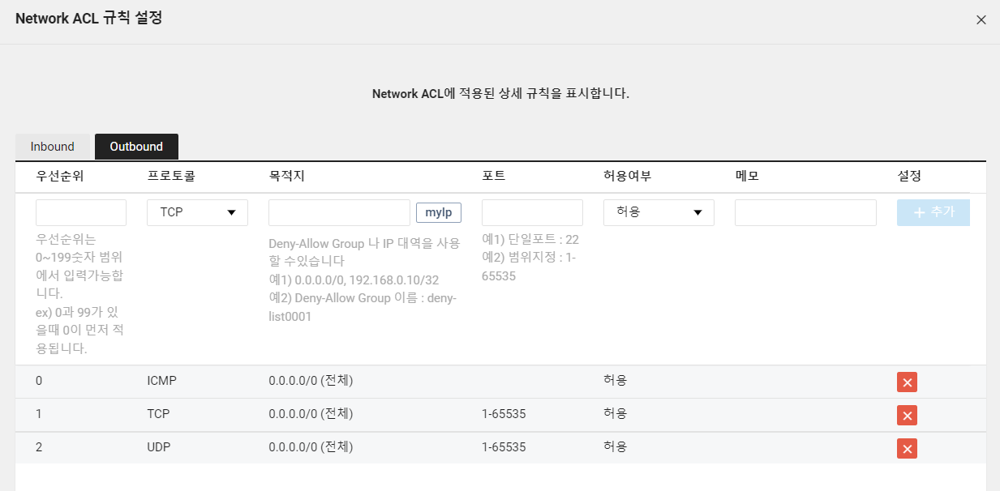 Network ACL 규칙 설정
Network ACL에 적용된 상세 규칙을 표시합니다.
Inbound Outbound
우선순위 프로토콜 목적지 포트 허용여부 메모 설정
TCP myIp 허용 + 추가
우선순위는
0~199숫자 범위
에서 입력가능합
니다.
ex) 0과 99가 있
을때 0이 먼저 적
용됩니다.
Deny-Allow Group 나 IP 대역을 사용
할 수있습니다
예1) 0.0.0.0/0, 192.168.0.10/32
예2) Deny-Allow Group 이름 : deny-
list0001
예1) 단일포트 : 22
예2) 범위지정 : 1-
65535
0 ICMP 0.0.0.0/0 (전체) 허용
1 TCP 0.0.0.0/0 (전체) 1-65535 허용
2 UDP 0.0.0.0/0 (전체) 1-65535 허용